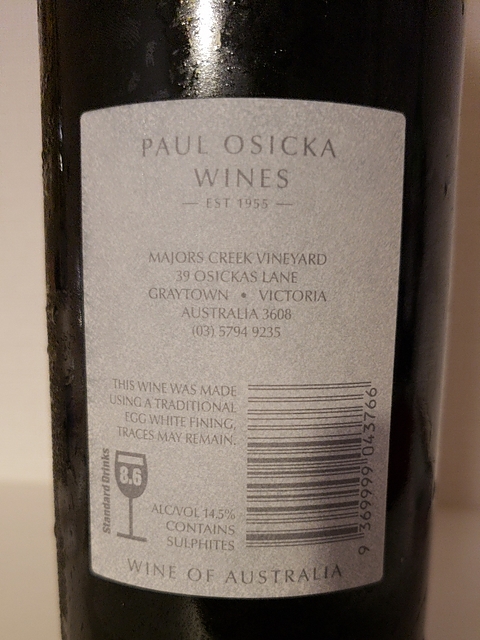 PAUL OSICKA
WINES
— EST 1955 —
MAJORS CREEK VINEYARD
39 OSICKAS LANE
GRAYTOWN • VICTORIA
AUSTRALIA 3608
(03) 5794 9235
THIS WINE WAS MADE
USING A TRADITIONAL
EGG WHITE FINING,
TRACES MAY REMAIN.
8.6
Standard Drinks
ALC/VOL 14.5%
CONTAINS
SULPHITES
9 369999 043766
WINE OF AUSTRALIA